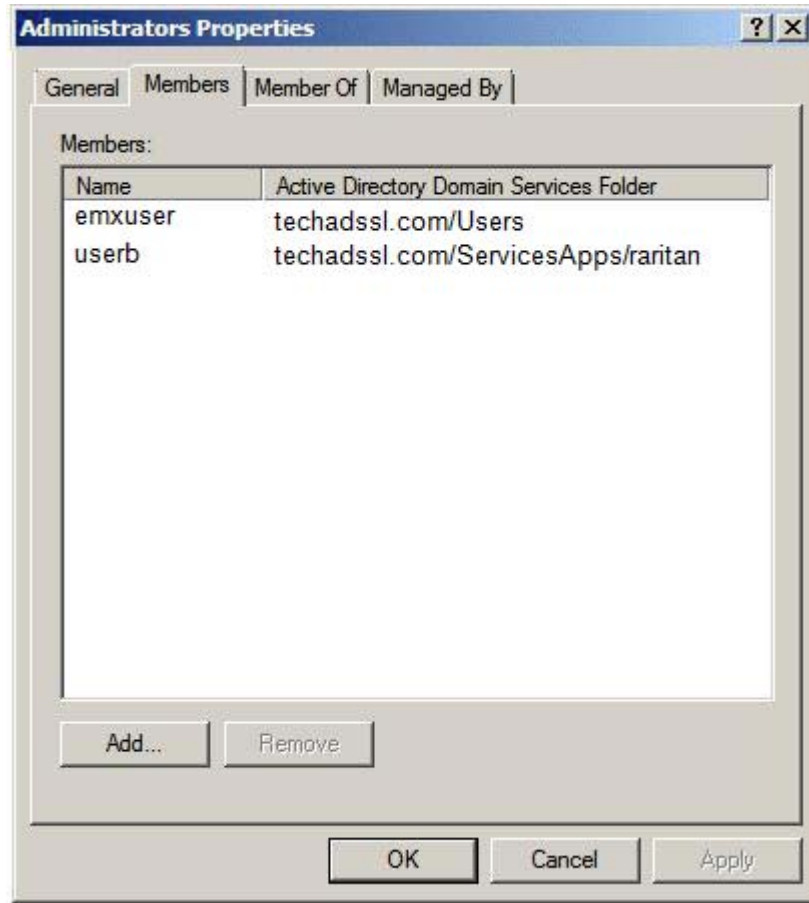 Administrators Properties
General Members Member Of Managed By
Members:
Name Active Directory Domain Services Folder
emxuser techadssl.com/Users
userb techadssl.com/ServicesApps/raritan
Add... Remove
OK Cancel Apply